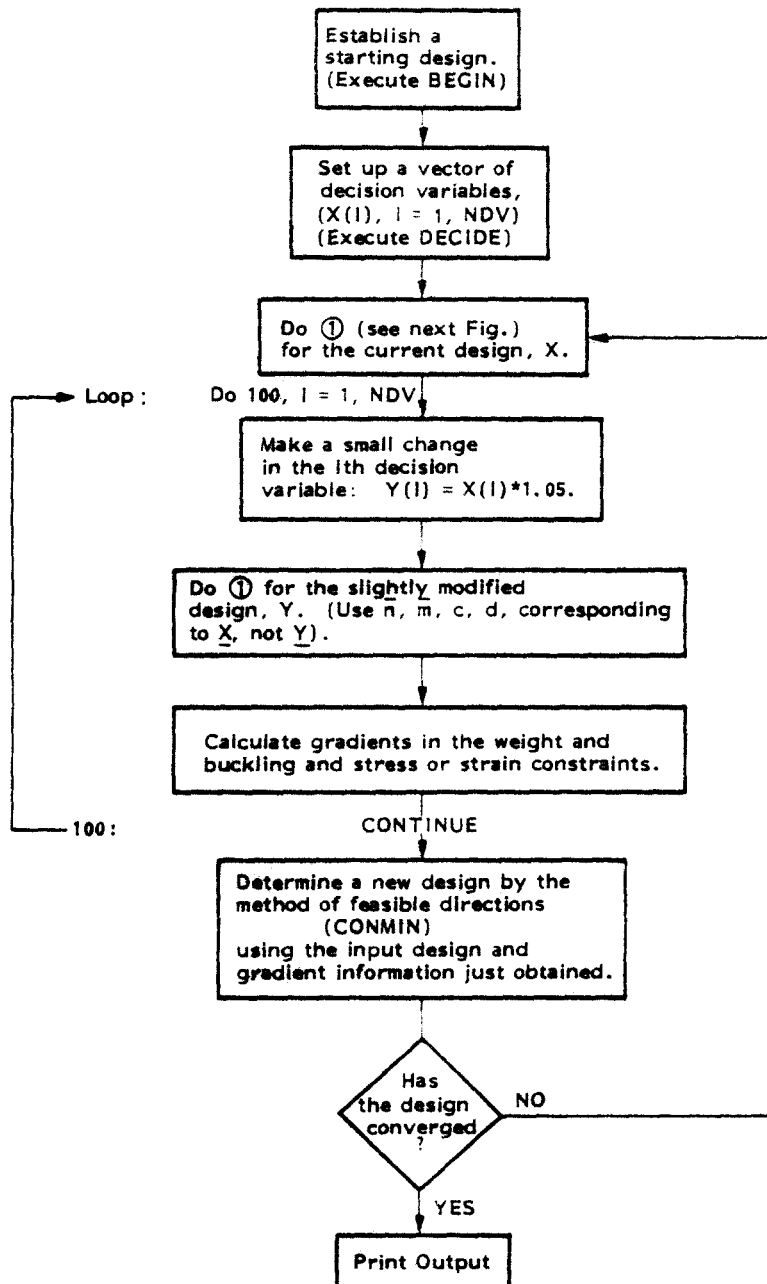 Establish a
starting design.
(Execute BEGIN)
Set up a vector of
decision variables,
(X(I), I = 1, NDV)
(Execute DECIDE)
Do ① (see next Fig.)
for the current design, X.
Loop : Do 100, I = 1, NDV
Make a small change
in the Ith decision
variable: Y(I) = X(I)*1.05.
Do ① for the slightly modified
design, Y. (Use n̅, m̅, c, d, corresponding
to X, not Y).
Calculate gradients in the weight and
buckling and stress or strain constraints.
100: CONTINUE
Determine a new design by the
method of feasible directions
(CONMIN)
using the input design and
gradient information just obtained.
Has
the design
converged
?
NO
YES
Print Output